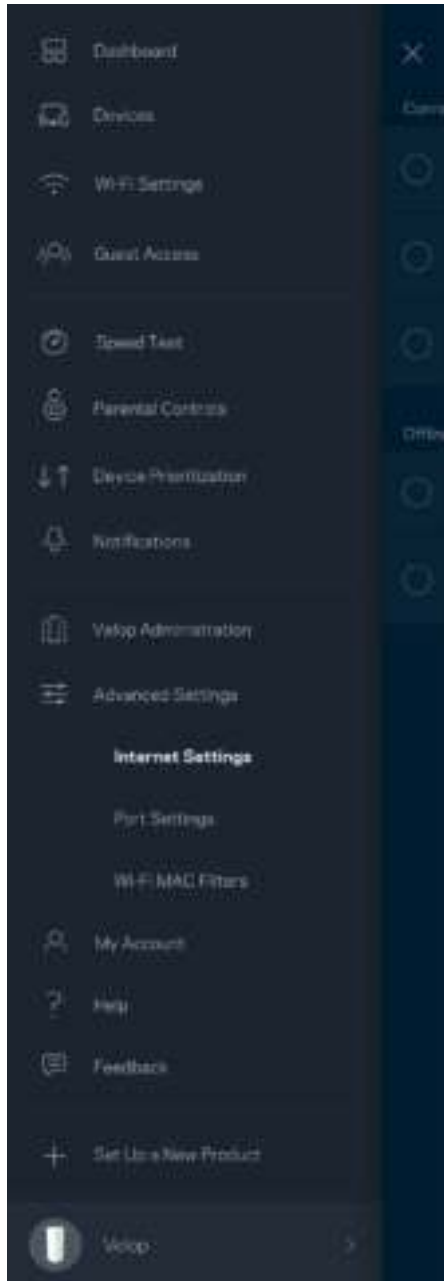 Dashboard
Devices
Wi-Fi Settings
Guest Access
Speed Test
Parental Controls
Device Prioritization
Notifications
Velop Administration
Advanced Settings
Internet Settings
Port Settings
Wi-Fi MAC Filters
My Account
Help
Feedback
Set Up a New Product
Velop